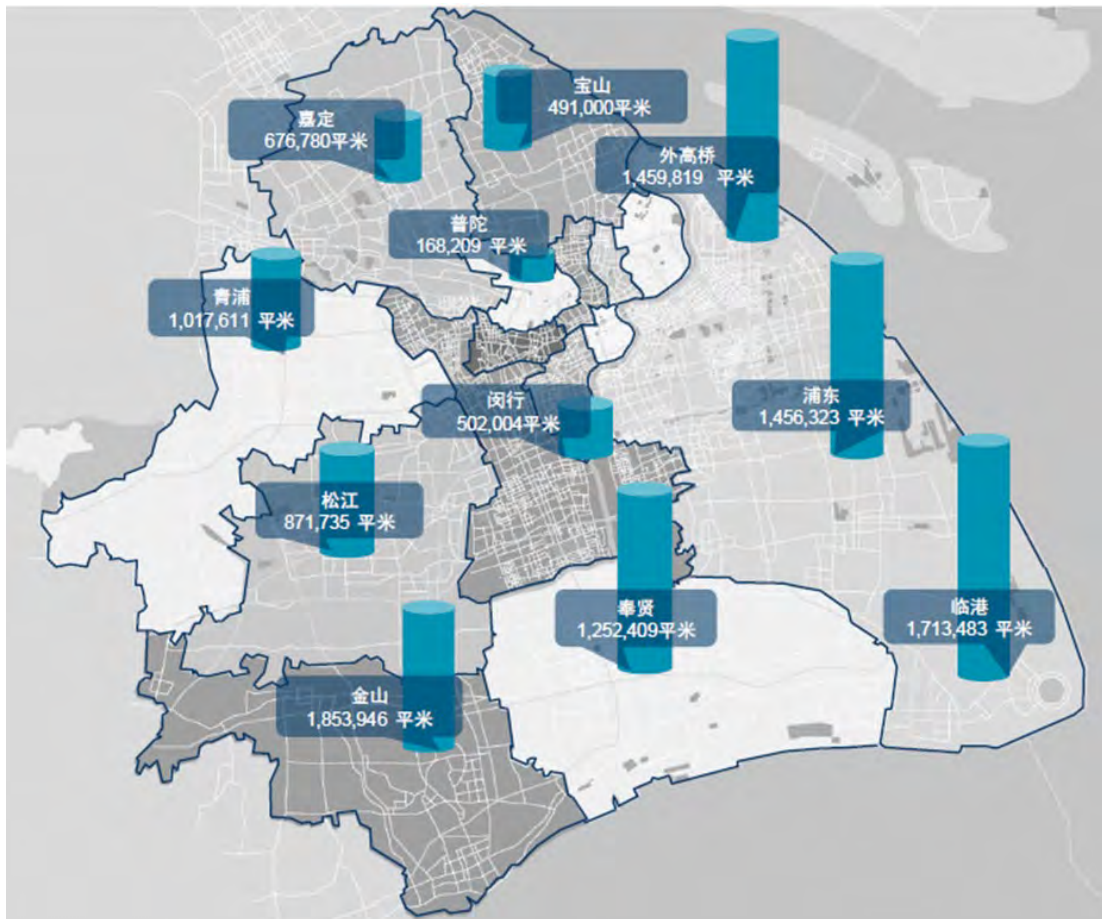 宝山
491,000平米
嘉定
676,780平米
外高桥
1,459,819 平米
普陀
168,209 平米
青浦
1,017,611 平米
浦东
1,456,323 平米
闵行
502,004平米
松江
871,735 平米
奉贤
1,252,409平米
临港
1,713,483 平米
金山
1,853,946 平米